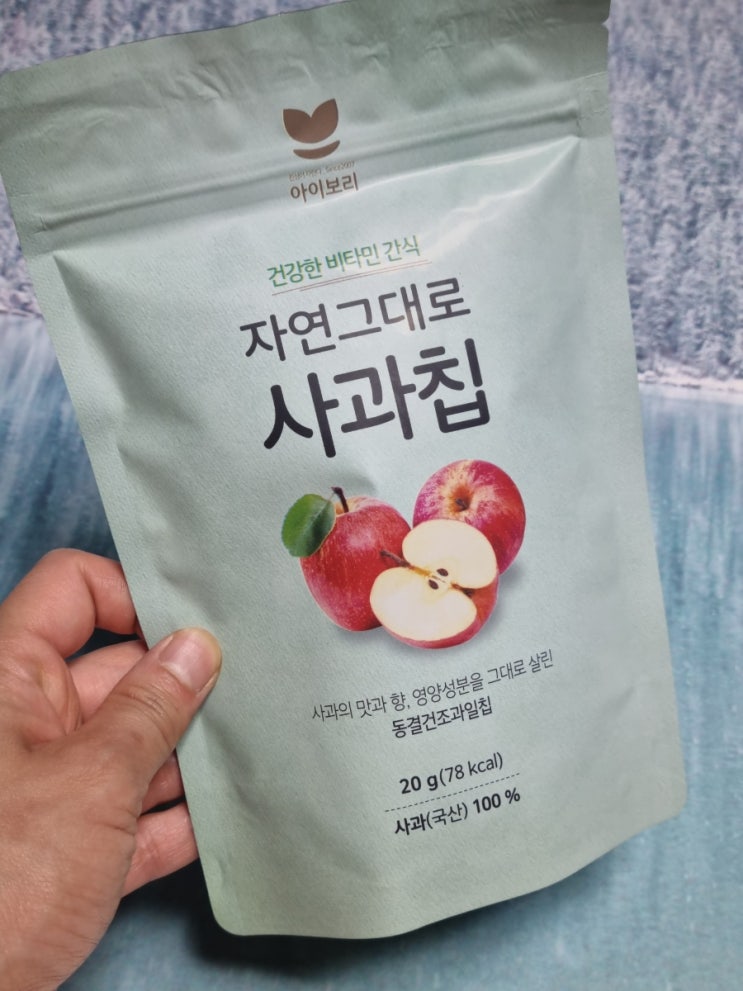 아이보리
건강한 비타민 간식
자연그대로
사과칩
사과의 맛과 향, 영양성분을 그대로 살린
동결건조과일칩
20 g(78 kcal)
사과(국산) 100 %